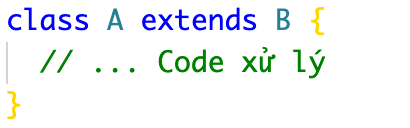 class A extends B {
// ... Code xử lý
}